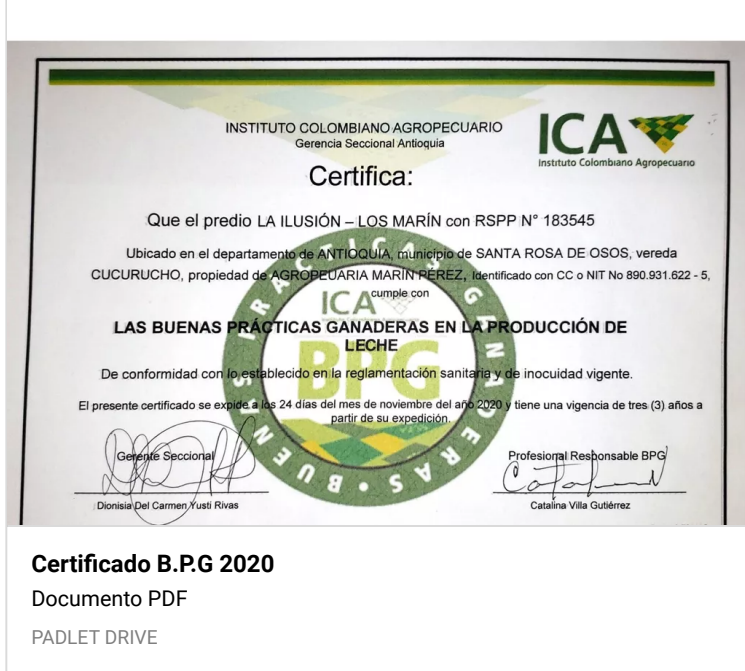 INSTITUTO COLOMBIANO AGROPECUARIO
Gerencia Seccional Antioquia
ICA
Instituto Colombiano Agropecuario
Certifica:
Que el predio LA ILUSIÓN – LOS MARÍN con RSPP N° 183545
Ubicado en el departamento de ANTIOQUIA, municipio de SANTA ROSA DE OSOS, vereda
CUCURUCHO, propiedad de AGROPECUARIA MARÍN PÉREZ, Identificado con CC o NIT No 890.931.622 - 5,
cumple con
LAS BUENAS PRÁCTICAS GANADERAS EN LA PRODUCCIÓN DE
LECHE
De conformidad con lo establecido en la reglamentación sanitaria y de inocuidad vigente.
El presente certificado se expide a los 24 días del mes de noviembre del año 2020 y tiene una vigencia de tres (3) años a
partir de su expedición.
BUENAS PRACTICAS GANADERAS
ICA
BPG
Gerente Seccional
Dionisia Del Carmen Yusti Rivas
Profesional Responsable BPG
Catalina Villa Gutiérrez
Certificado B.P.G 2020
Documento PDF
PADLET DRIVE